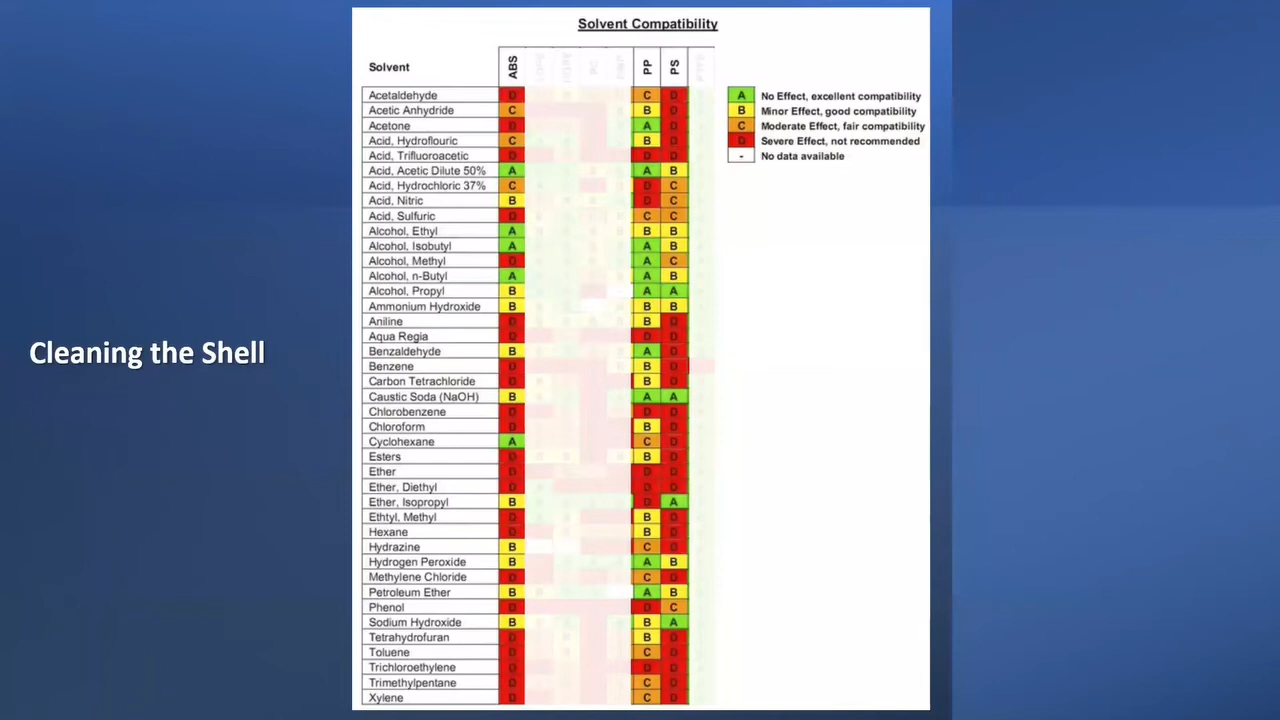 Solvent Compatibility
Cleaning the Shell
Solvent ABS PP PS
Acetaldehyde D C D
Acetic Anhydride C B D
Acetone D A D
Acid, Hydroflouric C B D
Acid, Trifluoroacetic D D D
Acid, Acetic Dilute 50% A A B
Acid, Hydrochloric 37% C D C
Acid, Nitric B D C
Acid, Sulfuric D C C
Alcohol, Ethyl A B B
Alcohol, Isobutyl A A B
Alcohol, Methyl D A C
Alcohol, n-Butyl A A B
Alcohol, Propyl B A A
Ammonium Hydroxide B B B
Aniline D B D
Aqua Regia D D D
Benzaldehyde B A D
Benzene D B D
Carbon Tetrachloride D B D
Caustic Soda (NaOH) B A A
Chlorobenzene D D D
Chloroform D B D
Cyclohexane A C D
Esters D B D
Ether D D D
Ether, Diethyl D D D
Ether, Isopropyl B D A
Ehtyl, Methyl D B D
Hexane D B D
Hydrazine B C D
Hydrogen Peroxide B A B
Methylene Chloride D C D
Petroleum Ether B A B
Phenol D D C
Sodium Hydroxide B B A
Tetrahydrofuran D B D
Toluene D C D
Trichloroethylene D D D
Trimethylpentane D C D
Xylene D C D
A No Effect, excellent compatibility
B Minor Effect, good compatibility
C Moderate Effect, fair compatibility
D Severe Effect, not recommended
- No data available